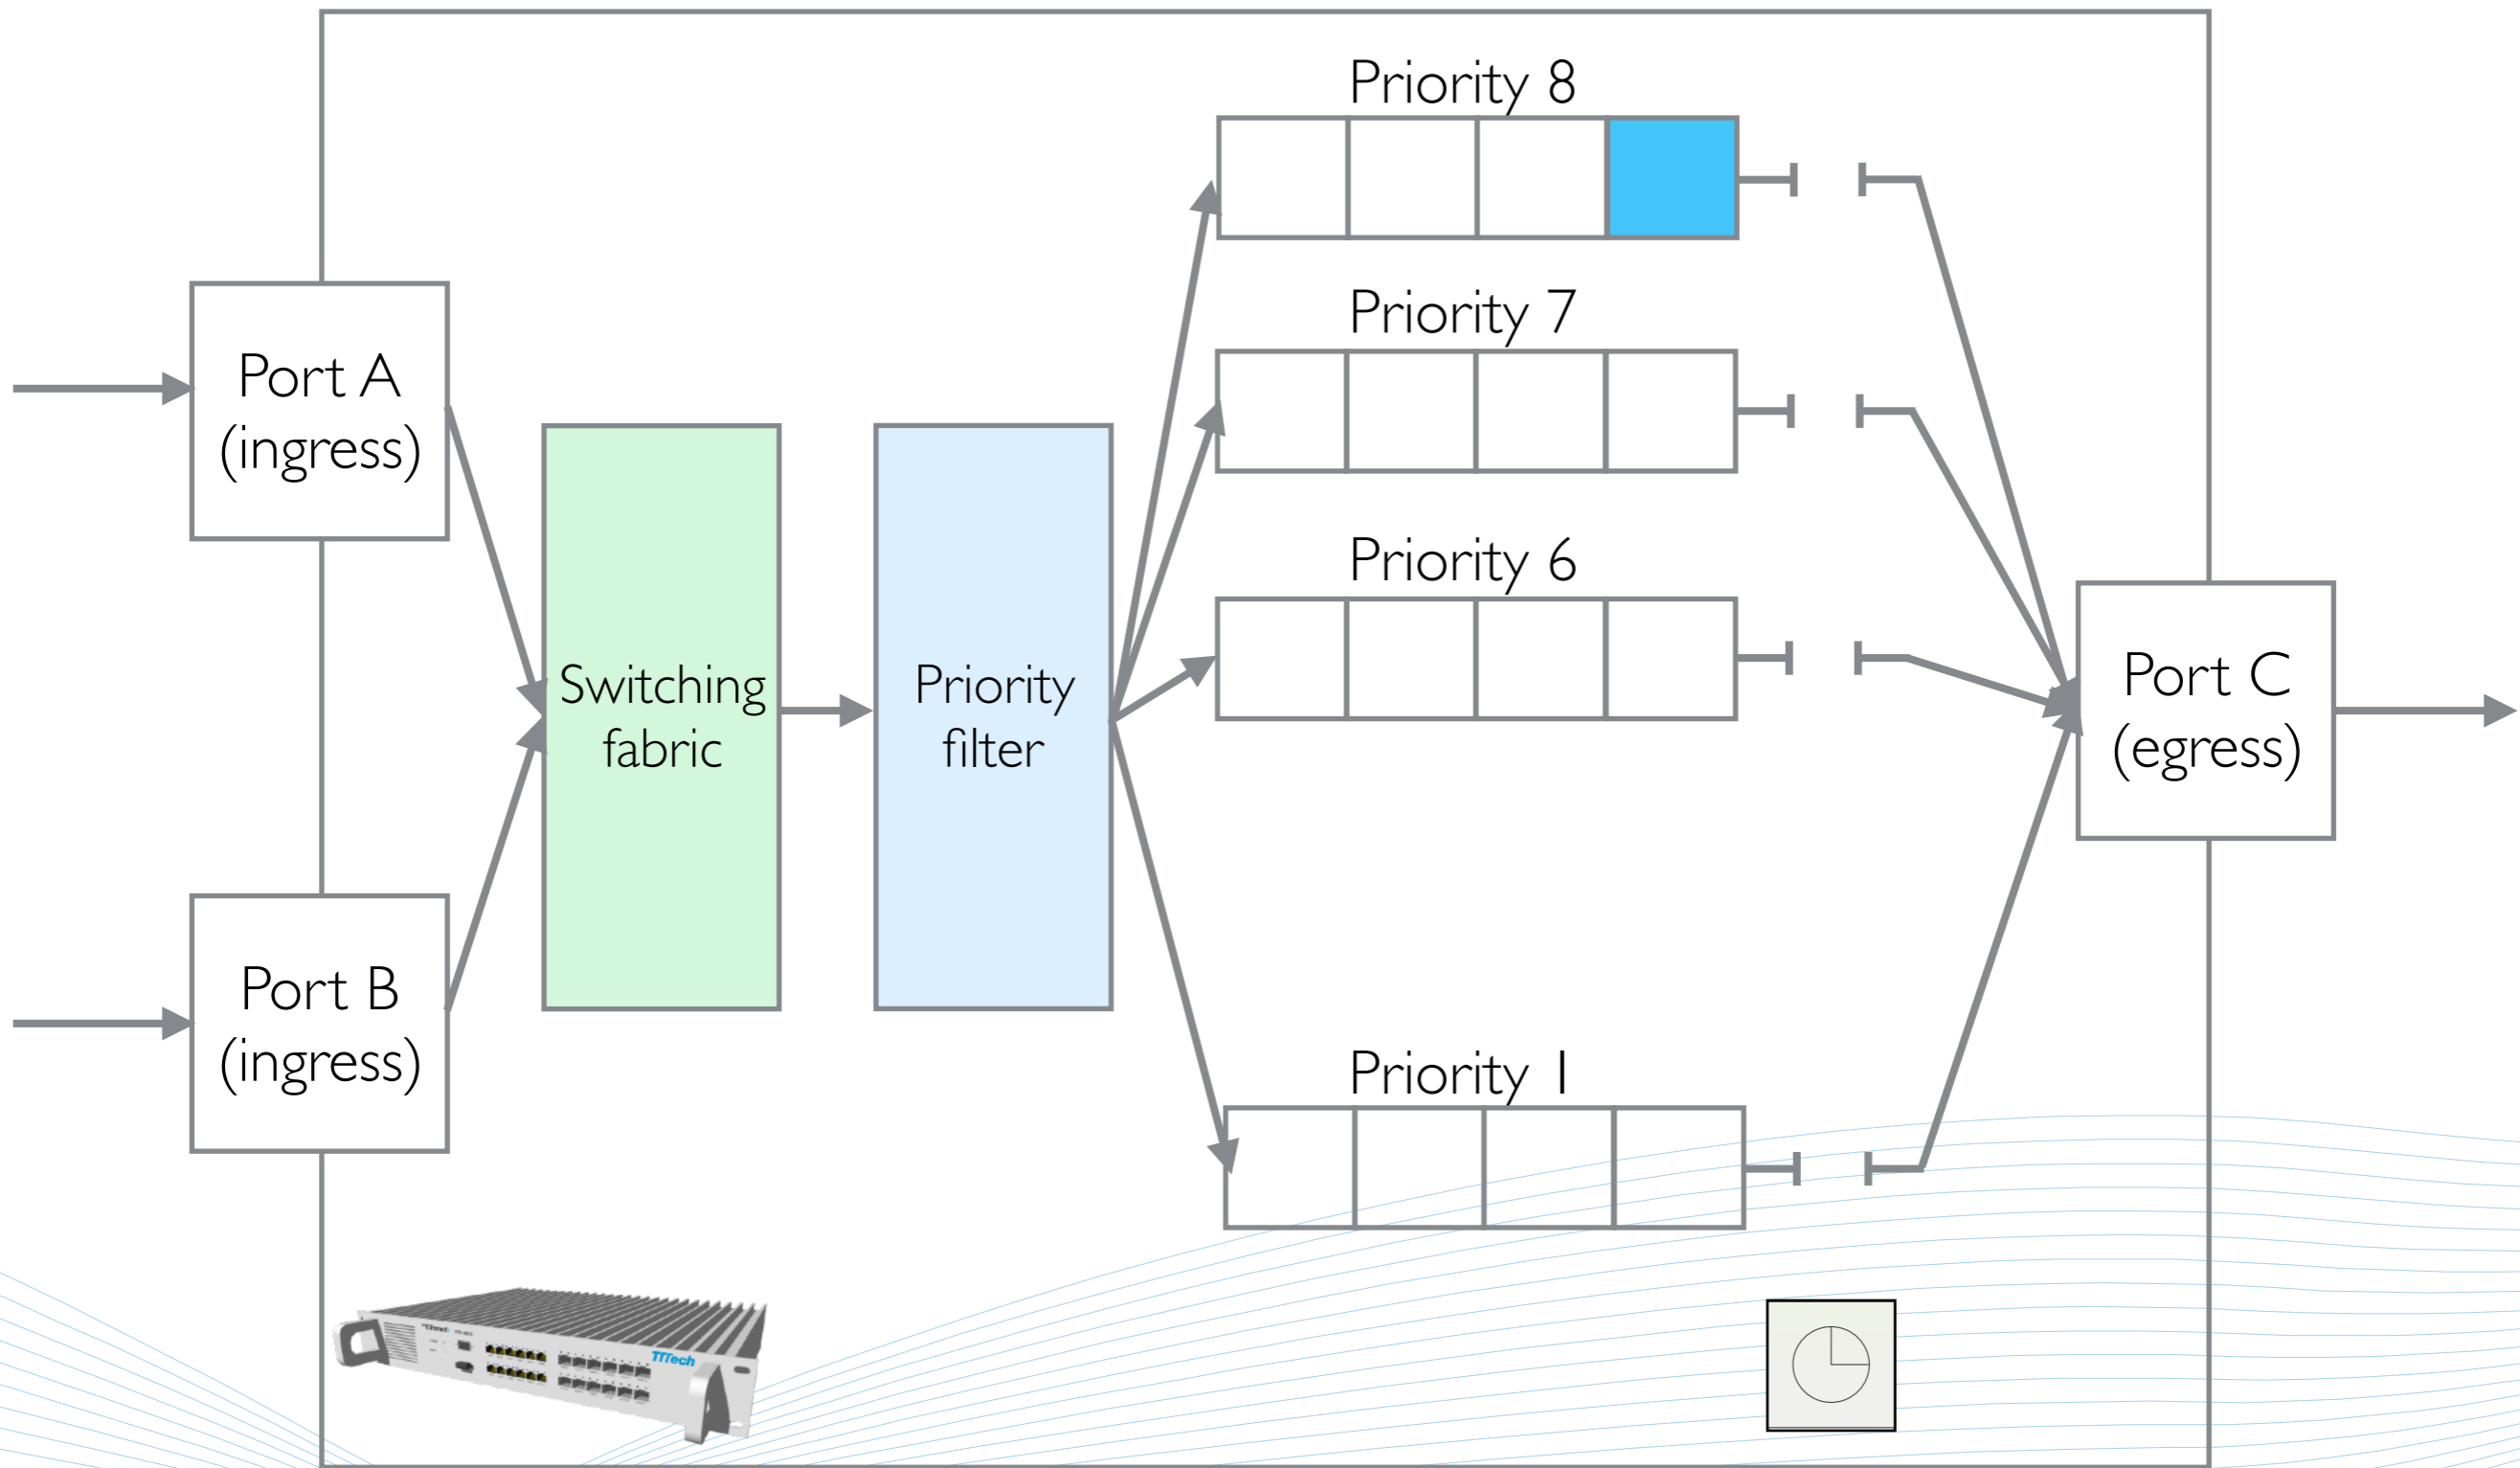 Priority 8
Priority 7
Port A
(ingress)
Priority 6
Switching
fabric
Priority
filter
Port C
(egress)
Port B
(ingress)
Priority 1
TTTech